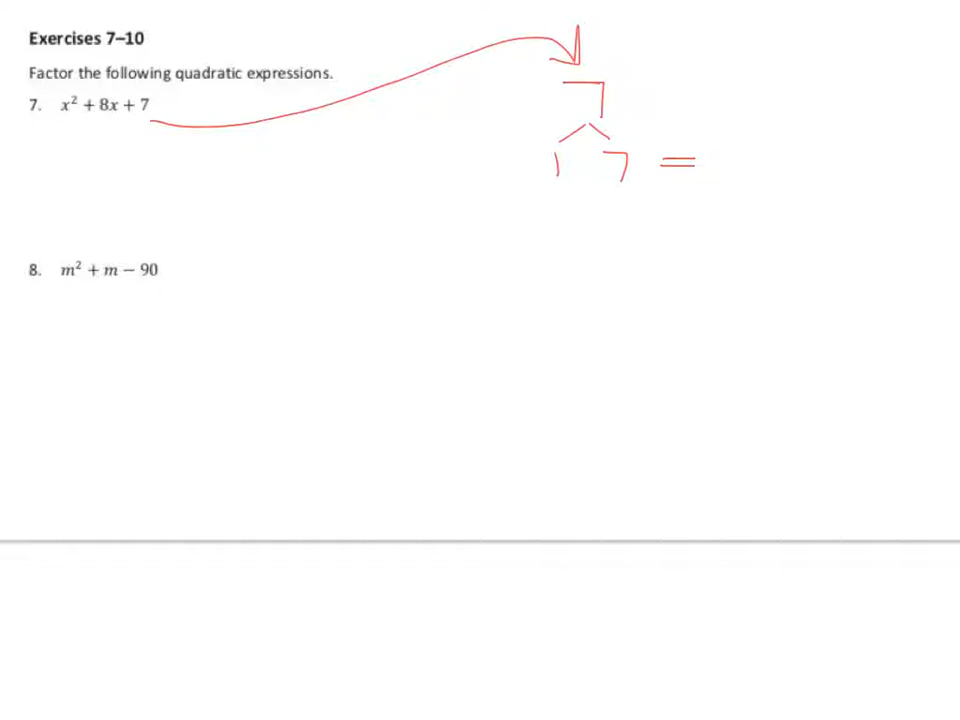 Exercises 7–10
Factor the following quadratic expressions.
7. x² + 8x + 7
7
1 7 =
8. m² + m − 90